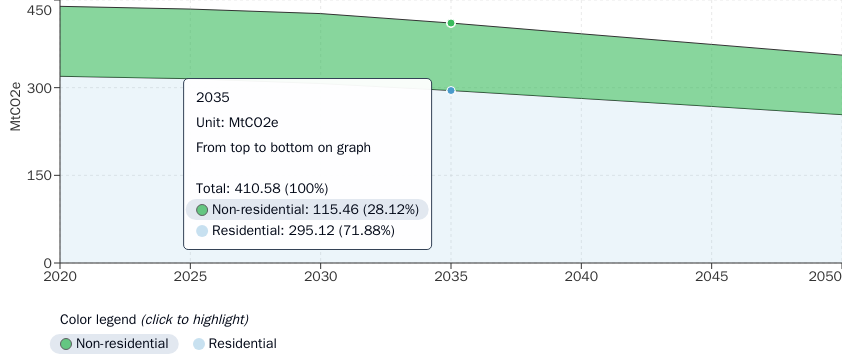 450
300
150
0
MtCO2e
2035
Unit: MtCO2e
From top to bottom on graph
Total: 410.58 (100%)
Non-residential: 115.46 (28.12%)
Residential: 295.12 (71.88%)
2020 2025 2030 2035 2040 2045 2050
Color legend (click to highlight)
Non-residential Residential